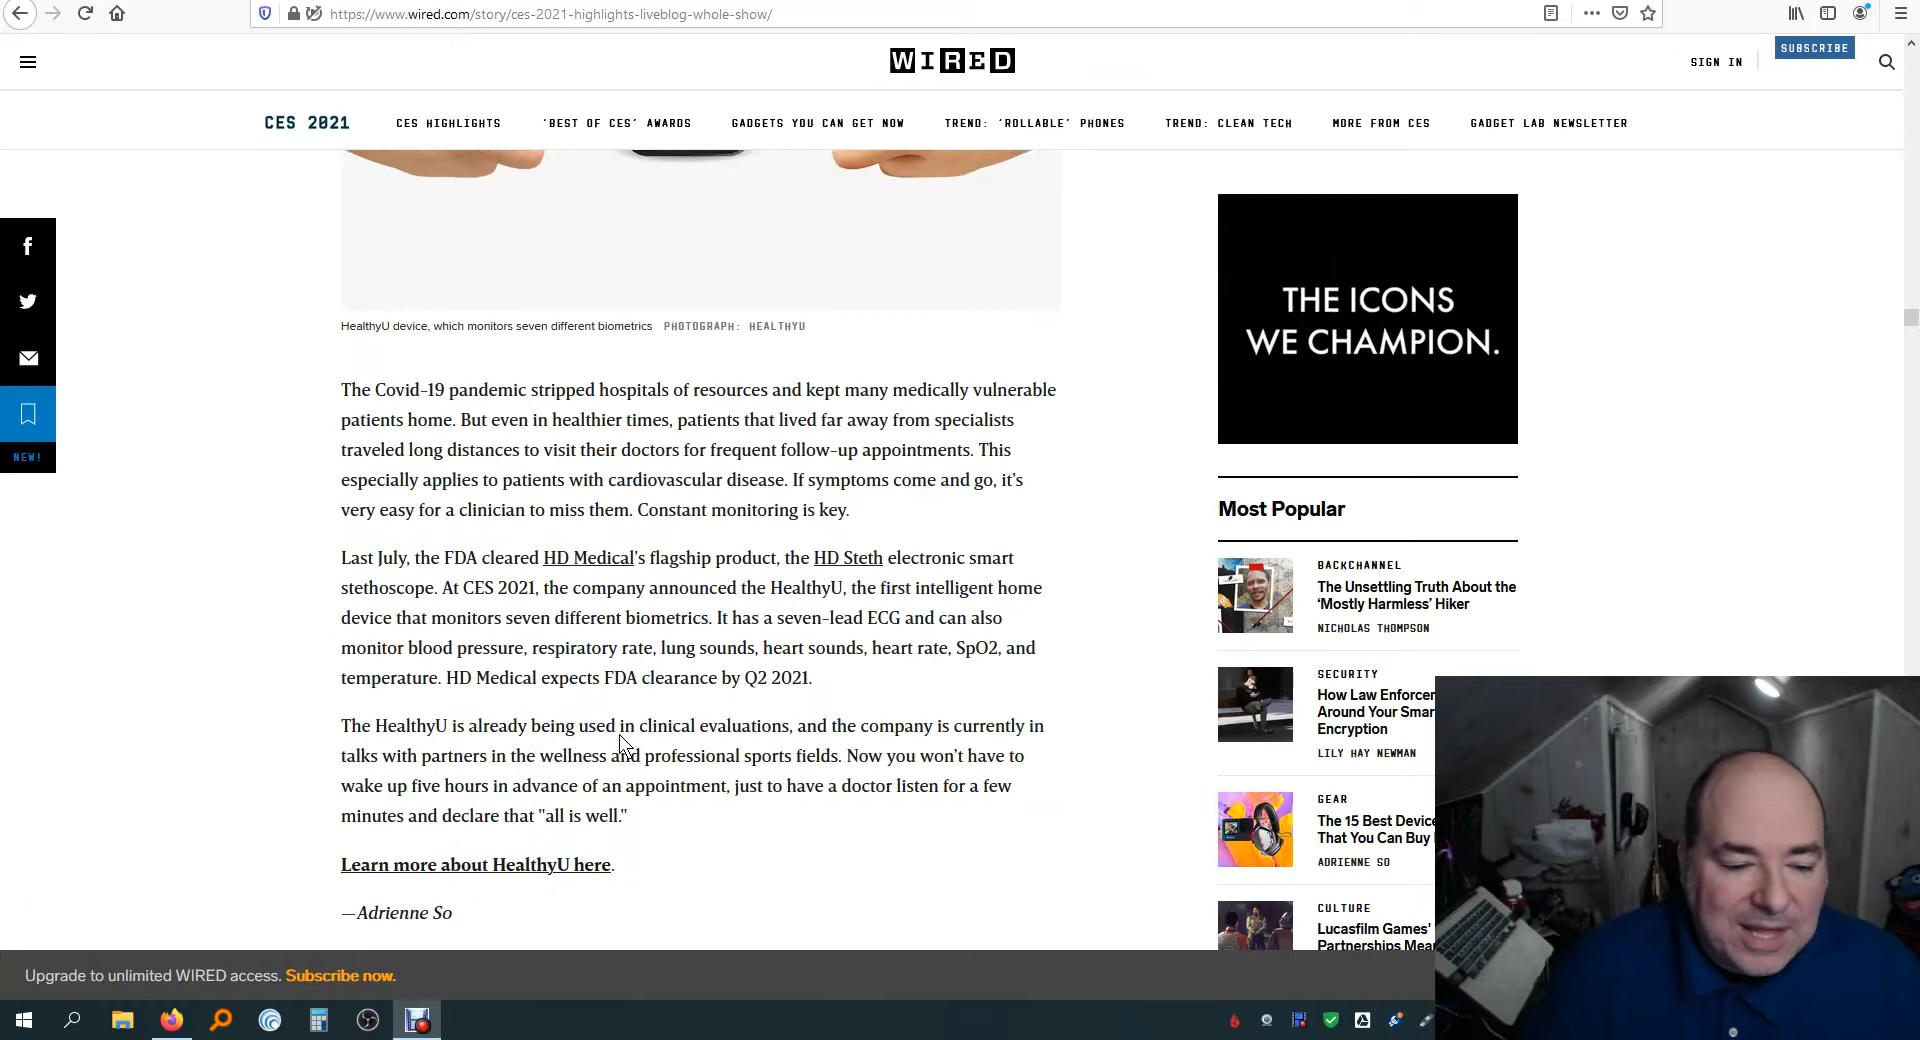 https://www.wired.com/story/ces-2021-highlights-liveblog-whole-show/
WIRED
SIGN IN
SUBSCRIBE
CES 2021
CES HIGHLIGHTS
'BEST OF CES' AWARDS
GADGETS YOU CAN GET NOW
TREND: 'ROLLABLE' PHONES
TREND: CLEAN TECH
MORE FROM CES
GADGET LAB NEWSLETTER
NEW!
HealthyU device, which monitors seven different biometrics PHOTOGRAPH: HEALTHYU
The Covid-19 pandemic stripped hospitals of resources and kept many medically vulnerable
patients home. But even in healthier times, patients that lived far away from specialists
traveled long distances to visit their doctors for frequent follow-up appointments. This
especially applies to patients with cardiovascular disease. If symptoms come and go, it's
very easy for a clinician to miss them. Constant monitoring is key.
Last July, the FDA cleared HD Medical's flagship product, the HD Steth electronic smart
stethoscope. At CES 2021, the company announced the HealthyU, the first intelligent home
device that monitors seven different biometrics. It has a seven-lead ECG and can also
monitor blood pressure, respiratory rate, lung sounds, heart sounds, heart rate, SpO2, and
temperature. HD Medical expects FDA clearance by Q2 2021.
The HealthyU is already being used in clinical evaluations, and the company is currently in
talks with partners in the wellness and professional sports fields. Now you won't have to
wake up five hours in advance of an appointment, just to have a doctor listen for a few
minutes and declare that "all is well."
Learn more about HealthyU here.
—Adrienne So
THE ICONS
WE CHAMPION.
Most Popular
BACKCHANNEL
The Unsettling Truth About the
'Mostly Harmless' Hiker
NICHOLAS THOMPSON
SECURITY
How Law Enforcer
Around Your Smar
Encryption
LILY HAY NEWMAN
GEAR
The 15 Best Device
That You Can Buy
ADRIENNE SO
CULTURE
Lucasfilm Games'
Partnerships Mear
Upgrade to unlimited WIRED access. Subscribe now.